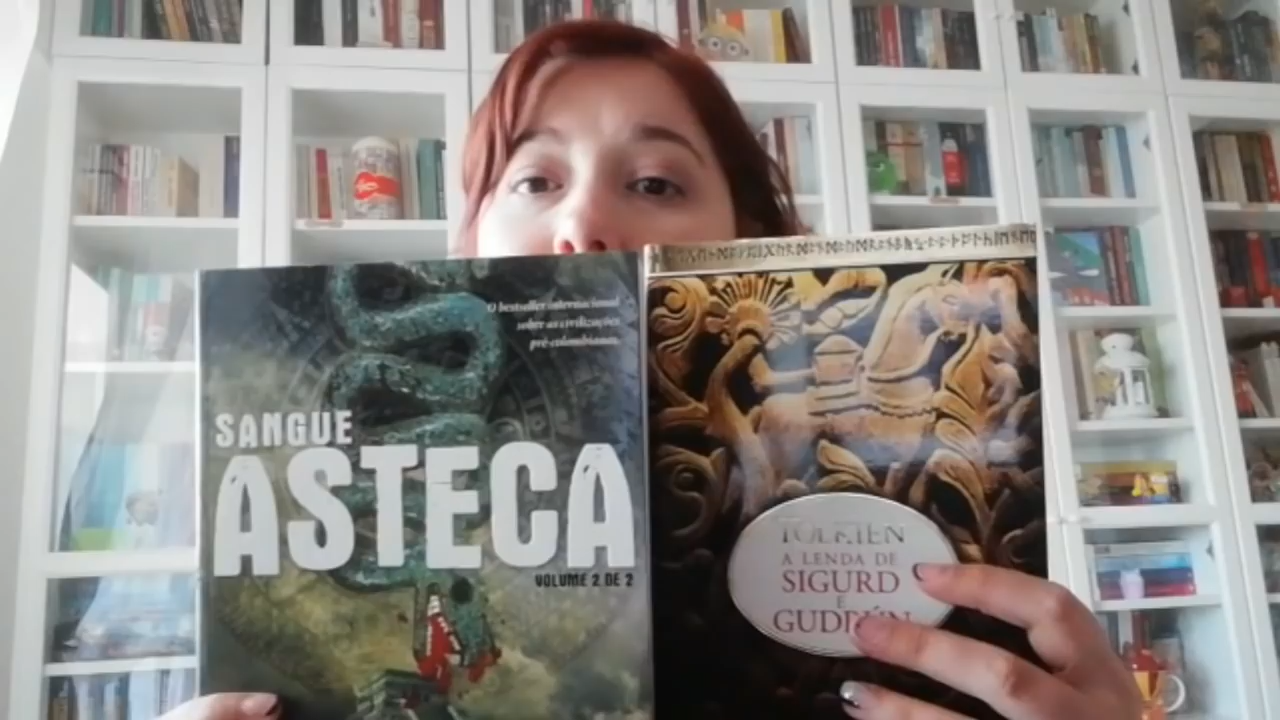 O bestseller internacional
sobre as civilizações
pré-colombianas.
SANGUE
ASTECA
VOLUME 2 DE 2
TOLKIEN
A LENDA DE
SIGURD
E
GUDRÚN